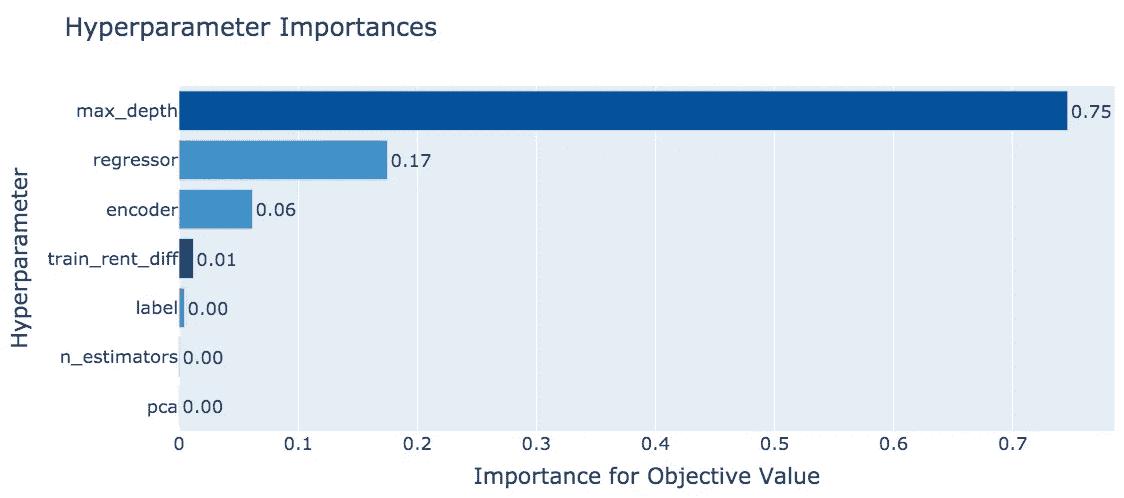 Hyperparameter Importances
Hyperparameter
max_depth 0.75
regressor 0.17
encoder 0.06
train_rent_diff 0.01
label 0.00
n_estimators 0.00
pca 0.00
0 0.1 0.2 0.3 0.4 0.5 0.6 0.7
Importance for Objective Value